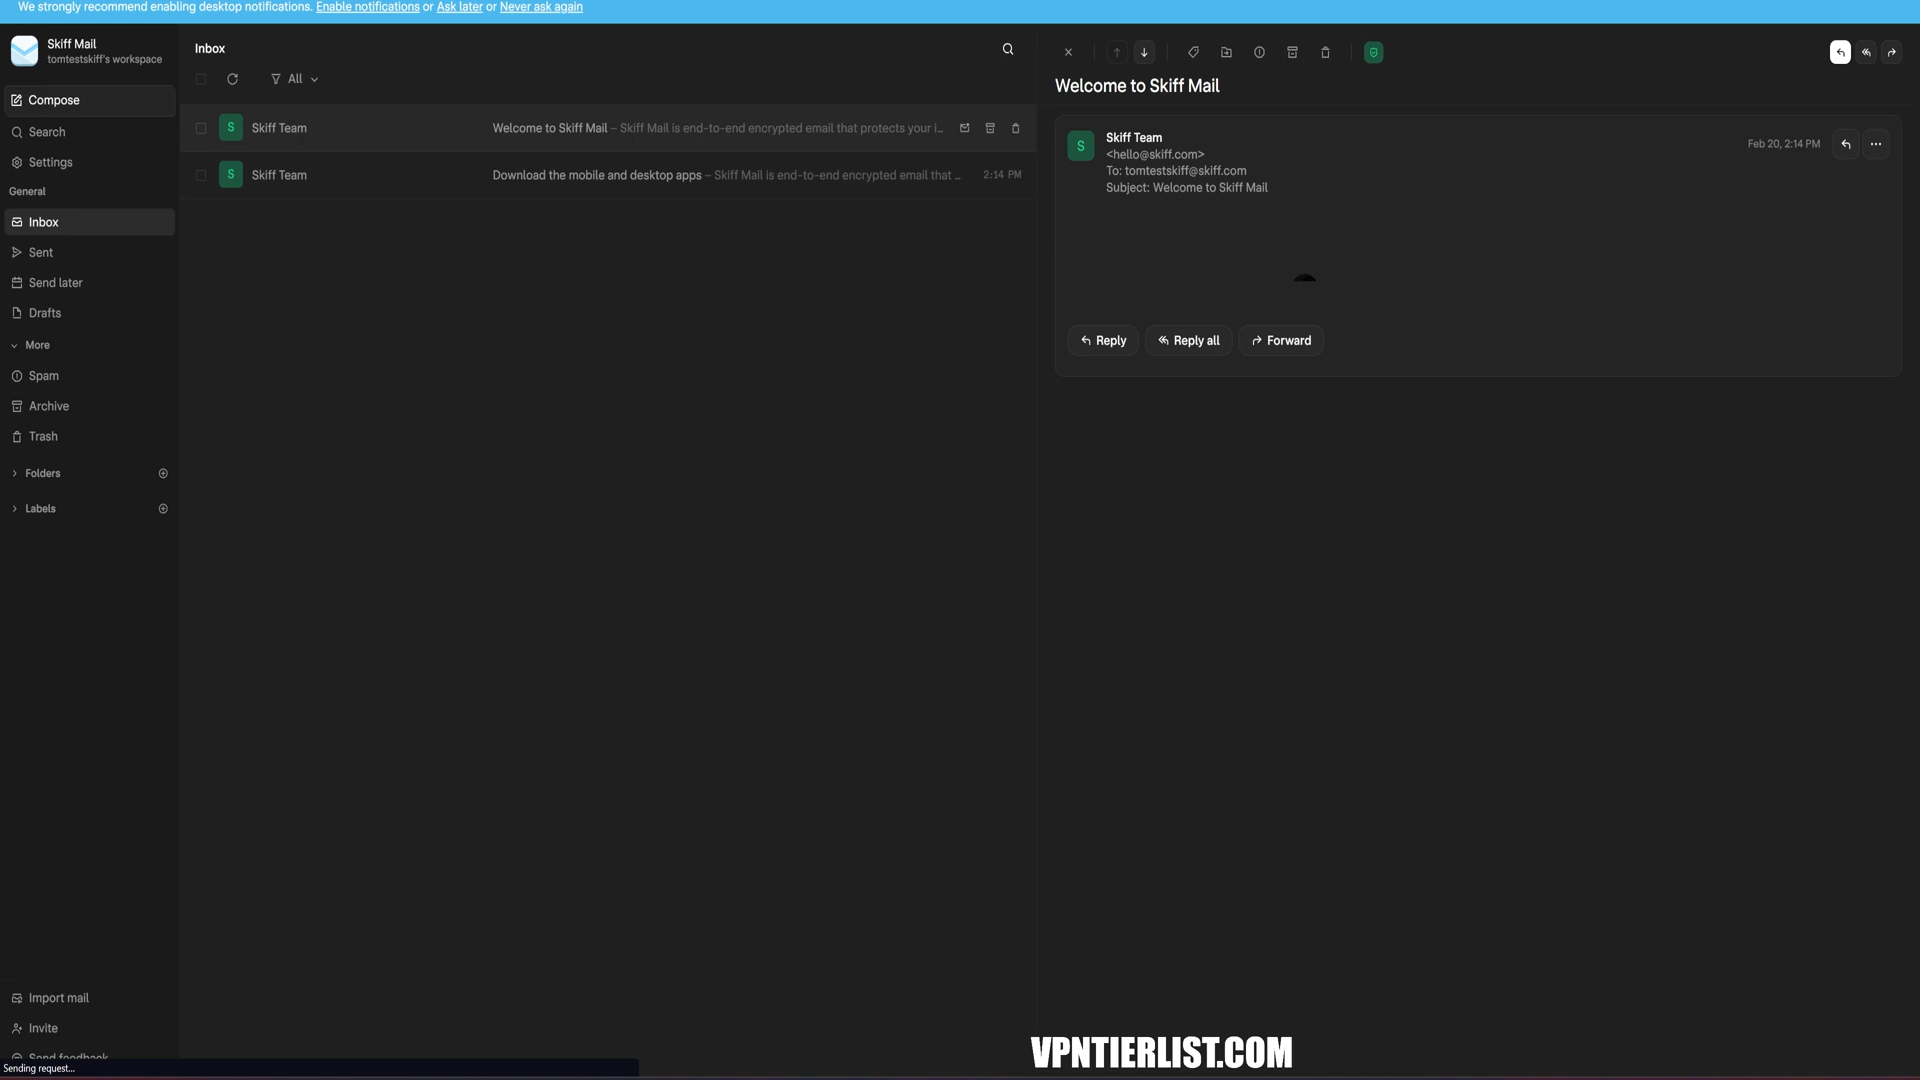 We strongly recommend enabling desktop notifications. Enable notifications or Ask later or Never ask again
Skiff Mail
tomtestskiff's workspace
Compose
Search
Settings
General
Inbox
Sent
Send later
Drafts
More
Spam
Archive
Trash
Folders
Labels
Import mail
Invite
Send feedback
Sending request...
Inbox
All
S Skiff Team Welcome to Skiff Mail – Skiff Mail is end-to-end encrypted email that protects your i...
S Skiff Team Download the mobile and desktop apps – Skiff Mail is end-to-end encrypted email that ... 2:14 PM
Welcome to Skiff Mail
S
Skiff Team
Feb 20, 2:14 PM
<hello@skiff.com>
To: tomtestskiff@skiff.com
Subject: Welcome to Skiff Mail
Reply
Reply all
Forward
VPNTIERLIST.COM